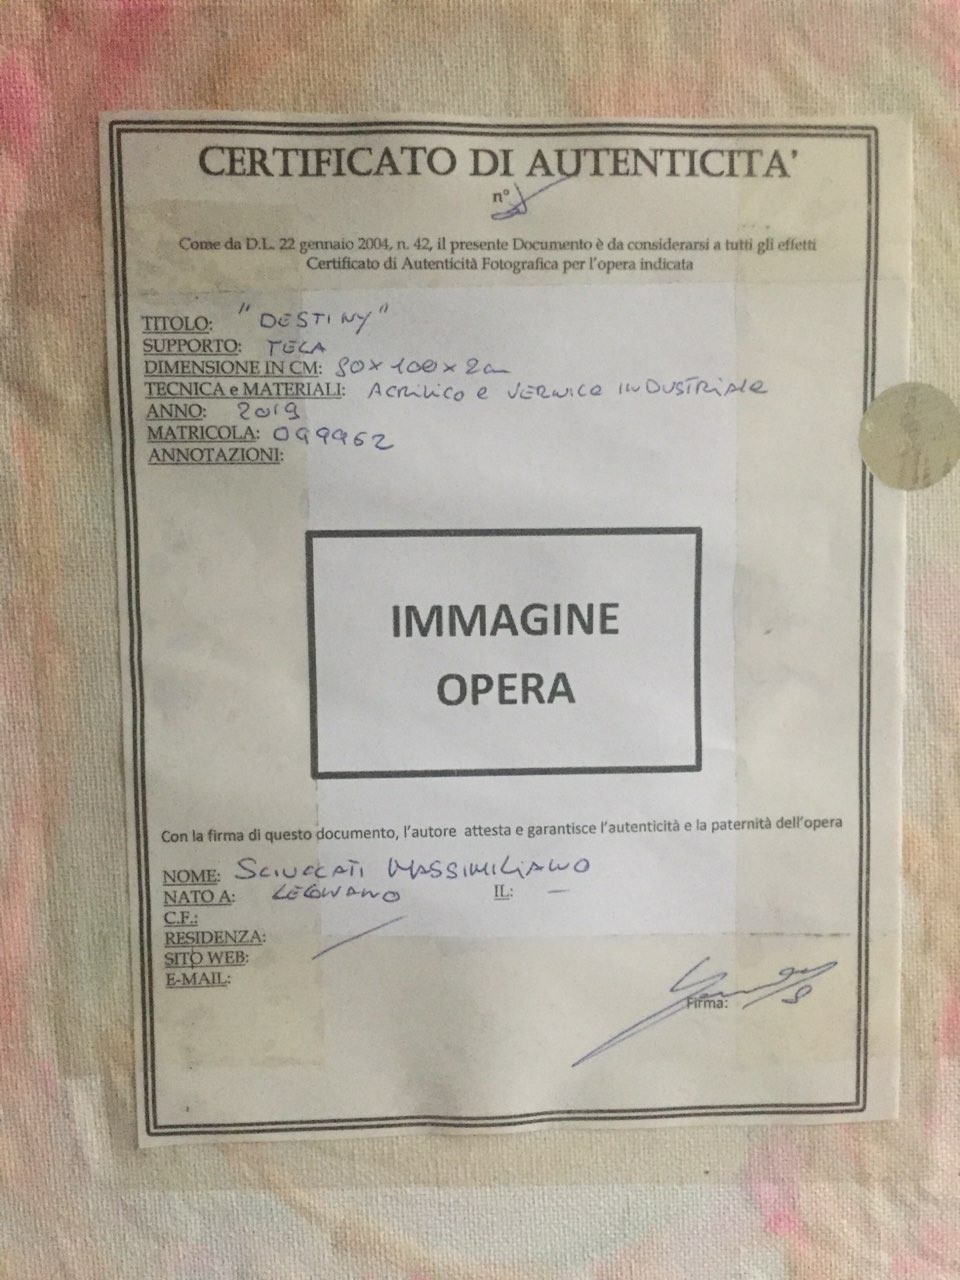 CERTIFICATO DI AUTENTICITA'
n°
Come da D.L. 22 gennaio 2004, n. 42, il presente Documento è da considerarsi a tutti gli effetti
Certificato di Autenticità Fotografica per l'opera indicata
TITOLO: "DESTINY"
SUPPORTO: TELA
DIMENSIONE IN CM: 80x100x2cm
TECNICA e MATERIALI: ACRILICO e VERNICE INDUSTRIALE
ANNO: 2019
MATRICOLA: 099962
ANNOTAZIONI:
IMMAGINE
OPERA
Con la firma di questo documento, l'autore attesta e garantisce l'autenticità e la paternità dell'opera
NOME: MASSIMILIANO
NATO A: LEGNANO IL: —
C.F.:
RESIDENZA:
SITO WEB:
E-MAIL:
Firma: